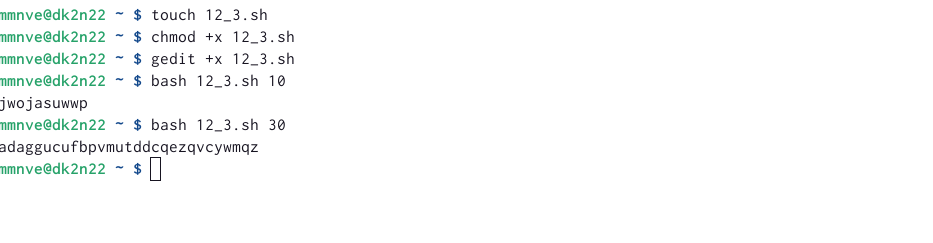 mmnve@dk2n22 ~ $ touch 12_3.sh
mmnve@dk2n22 ~ $ chmod +x 12_3.sh
mmnve@dk2n22 ~ $ gedit +x 12_3.sh
mmnve@dk2n22 ~ $ bash 12_3.sh 10
jwojasuwwp
mmnve@dk2n22 ~ $ bash 12_3.sh 30
adaggucufbpvmutddcqezqvcywmqz
mmnve@dk2n22 ~ $